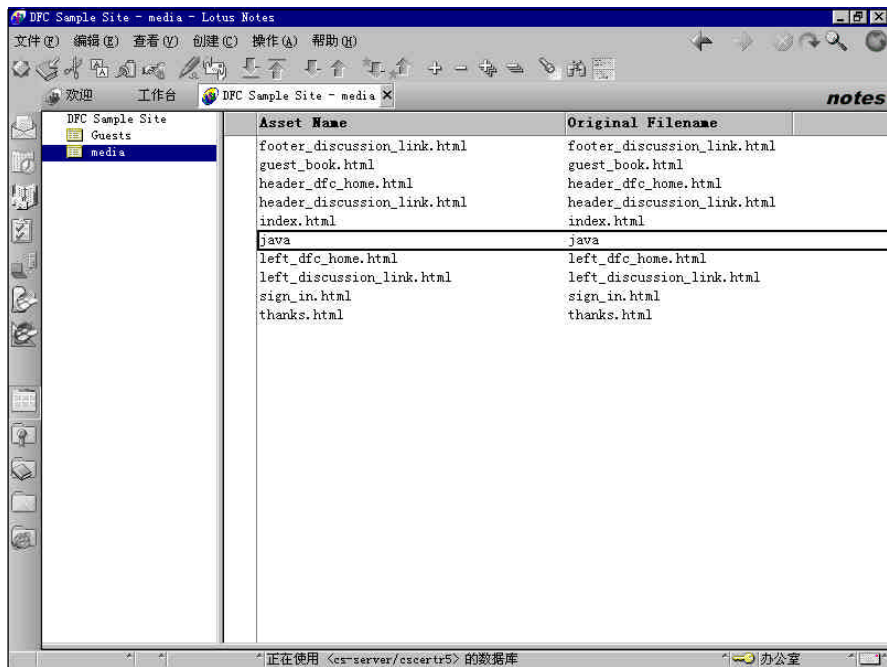 DFC Sample Site - media - Lotus Notes
文件(F) 编辑(E) 查看(V) 创建(C) 操作(A) 帮助(H)
欢迎 工作台 DFC Sample Site - media notes
DFC Sample Site
Guests
media
Asset Name Original Filename
footer_discussion_link.html footer_discussion_link.html
guest_book.html guest_book.html
header_dfc_home.html header_dfc_home.html
header_discussion_link.html header_discussion_link.html
index.html index.html
java java
left_dfc_home.html left_dfc_home.html
left_discussion_link.html left_discussion_link.html
sign_in.html sign_in.html
thanks.html thanks.html
正在使用 <cs-server/cscertr5> 的数据库 办公室